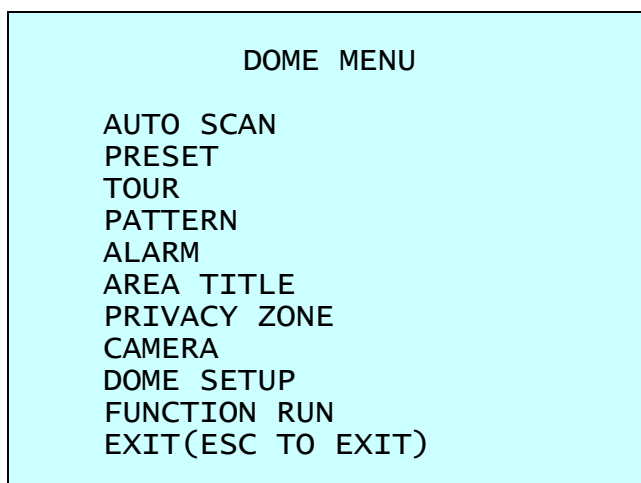 DOME MENU
AUTO SCAN
PRESET
TOUR
PATTERN
ALARM
AREA TITLE
PRIVACY ZONE
CAMERA
DOME SETUP
FUNCTION RUN
EXIT(ESC TO EXIT)